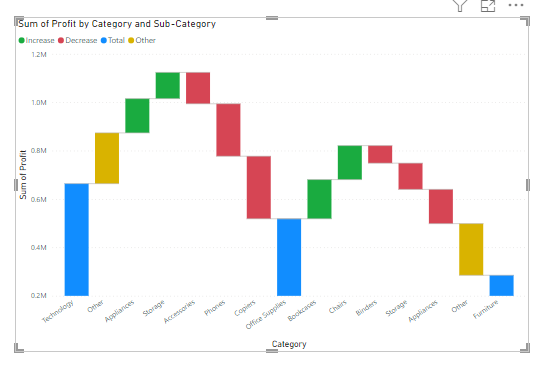 Sum of Profit by Category and Sub-Category
Increase Decrease Total Other
1.2M
1.0M
0.8M
0.6M
0.4M
0.2M
Sum of Profit
Technology
Other
Appliances
Storage
Accessories
Phones
Copiers
Office Supplies
Bookcases
Chairs
Binders
Storage
Appliances
Other
Furniture
Category